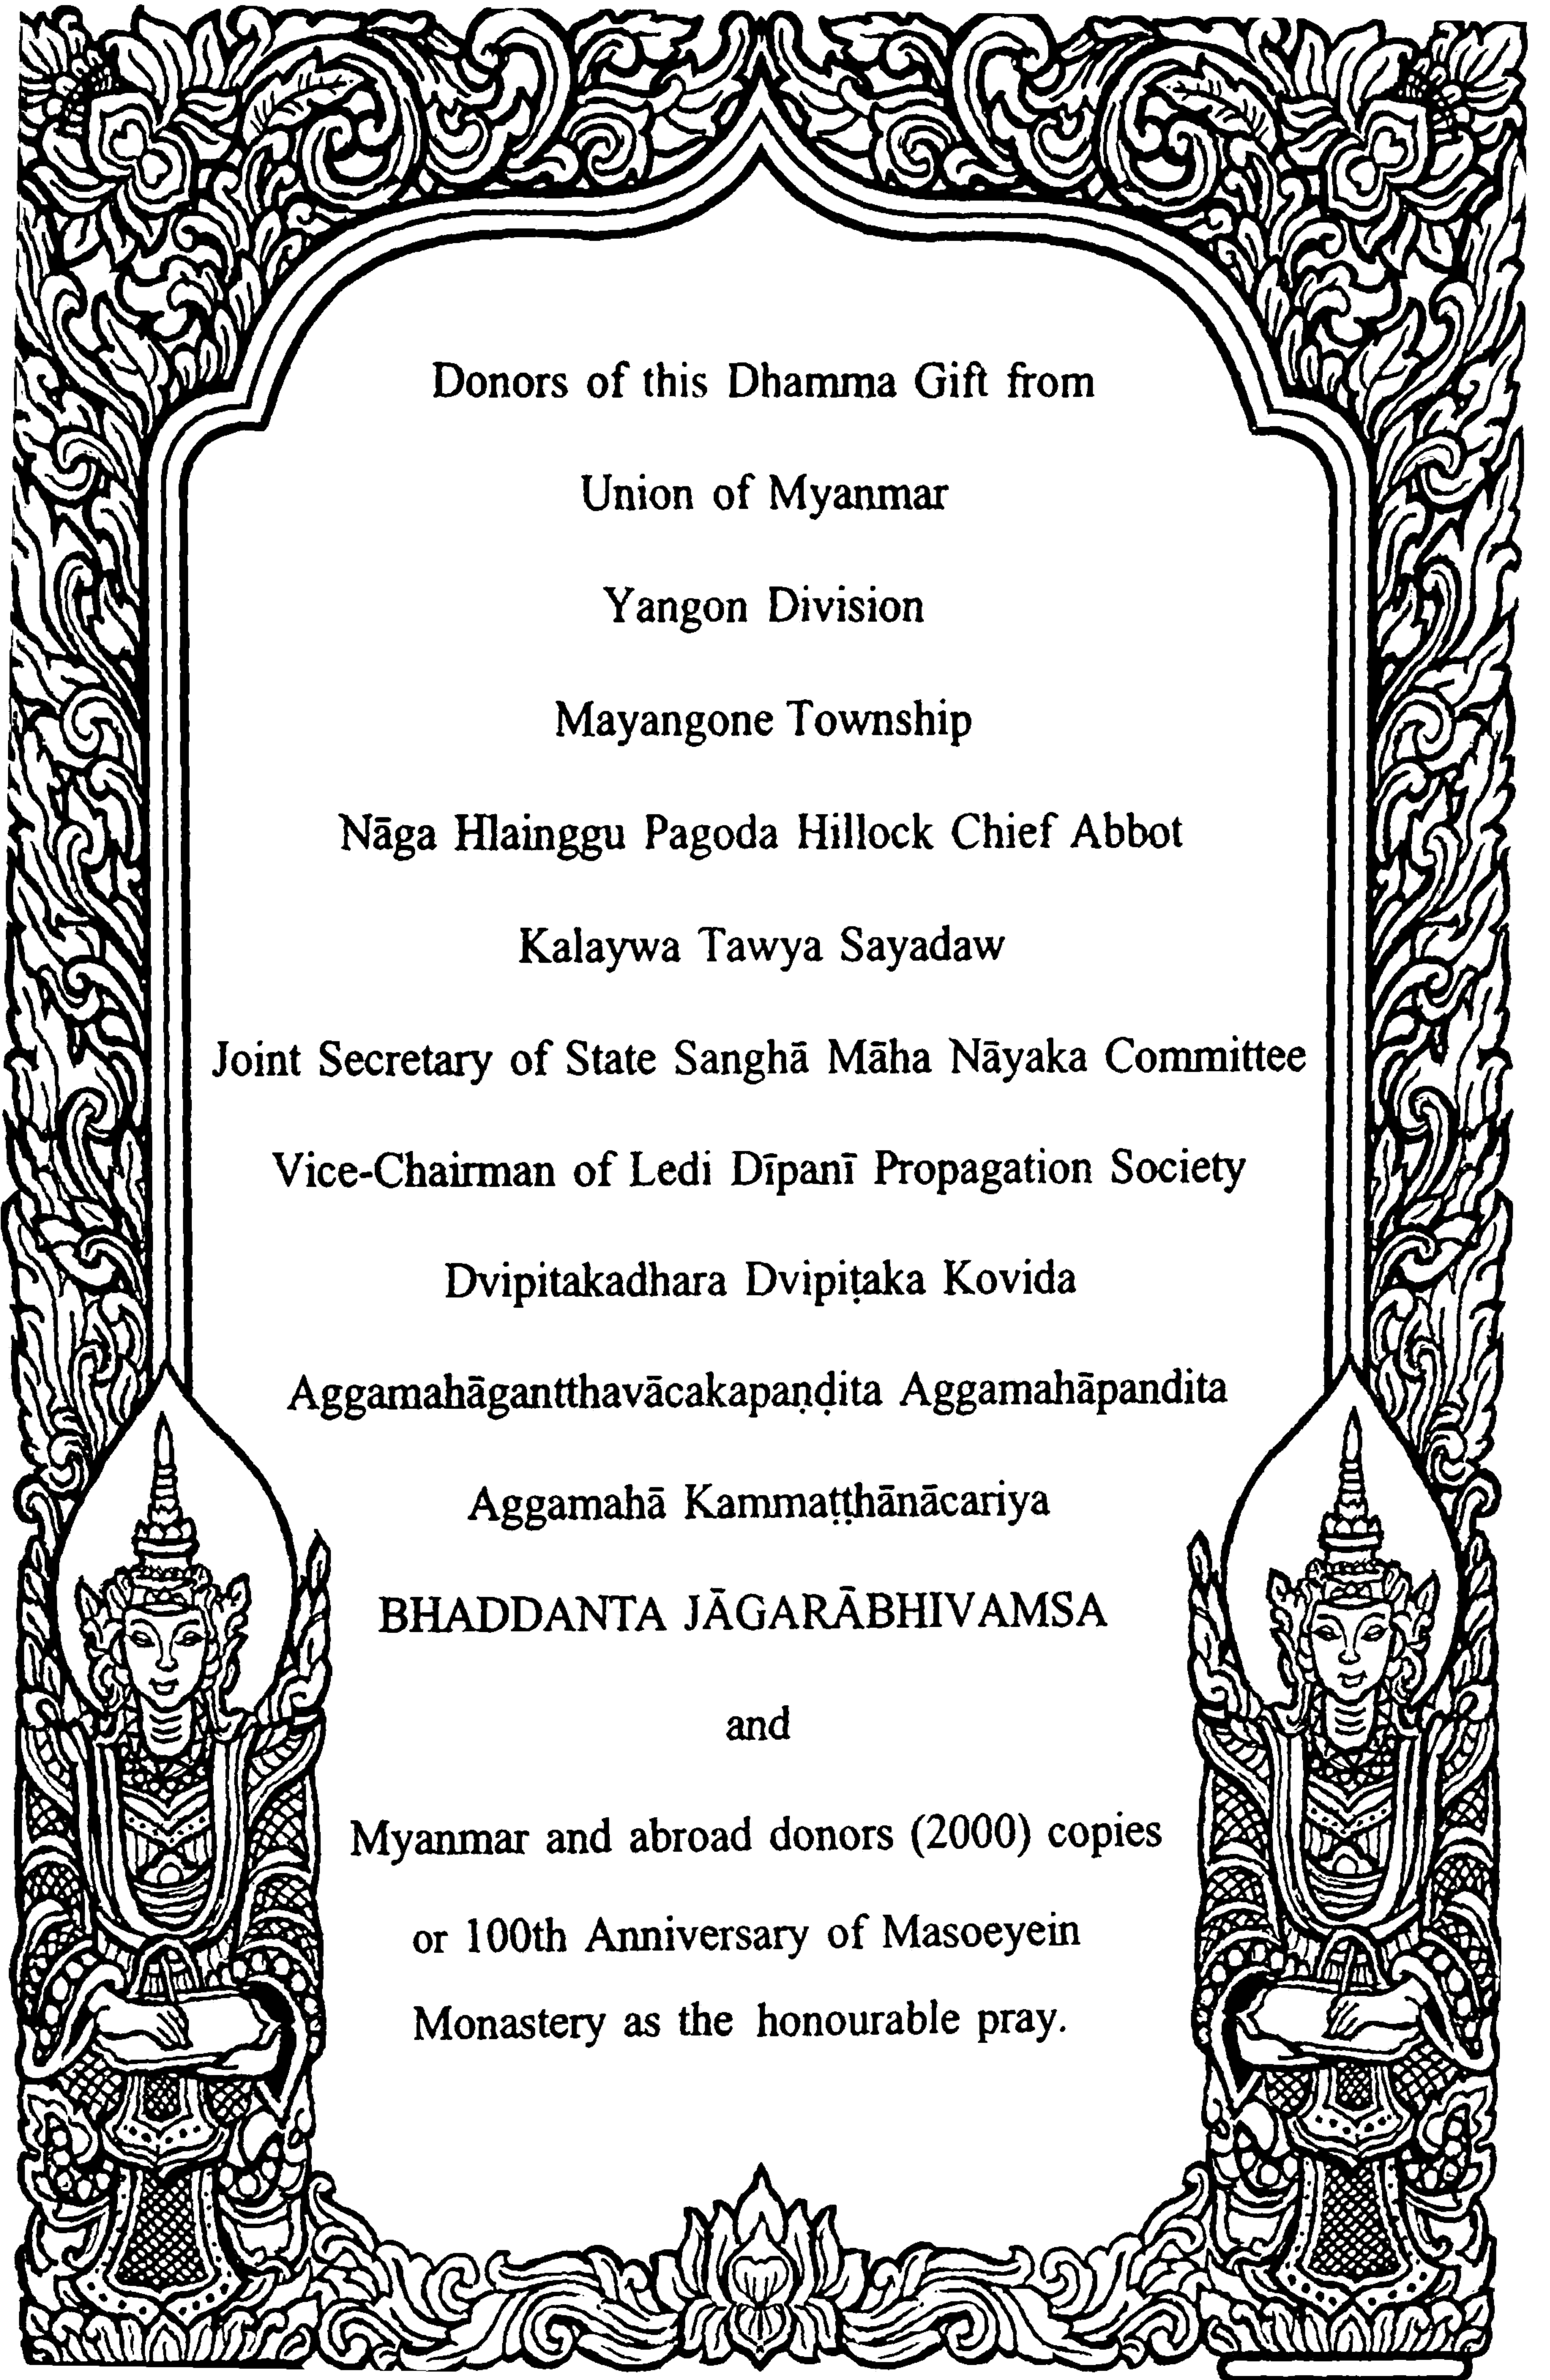 Donors of this Dhamma Gift from
Union of Myanmar
Yangon Division
Mayangone Township
Nāga Hlainggu Pagoda Hillock Chief Abbot
Kalaywa Tawya Sayadaw
Joint Secretary of State Sanghā Māha Nāyaka Committee
Vice-Chairman of Ledi Dīpanī Propagation Society
Dvipitakadhara Dvipiṭaka Kovida
Aggamahāgantthavācakapaṇḍita Aggamahāpandita
Aggamahā Kammaṭṭhānācariya
BHADDANTA JĀGARĀBHIVAMSA
and
Myanmar and abroad donors (2000) copies
or 100th Anniversary of Masoeyein
Monastery as the honourable pray.